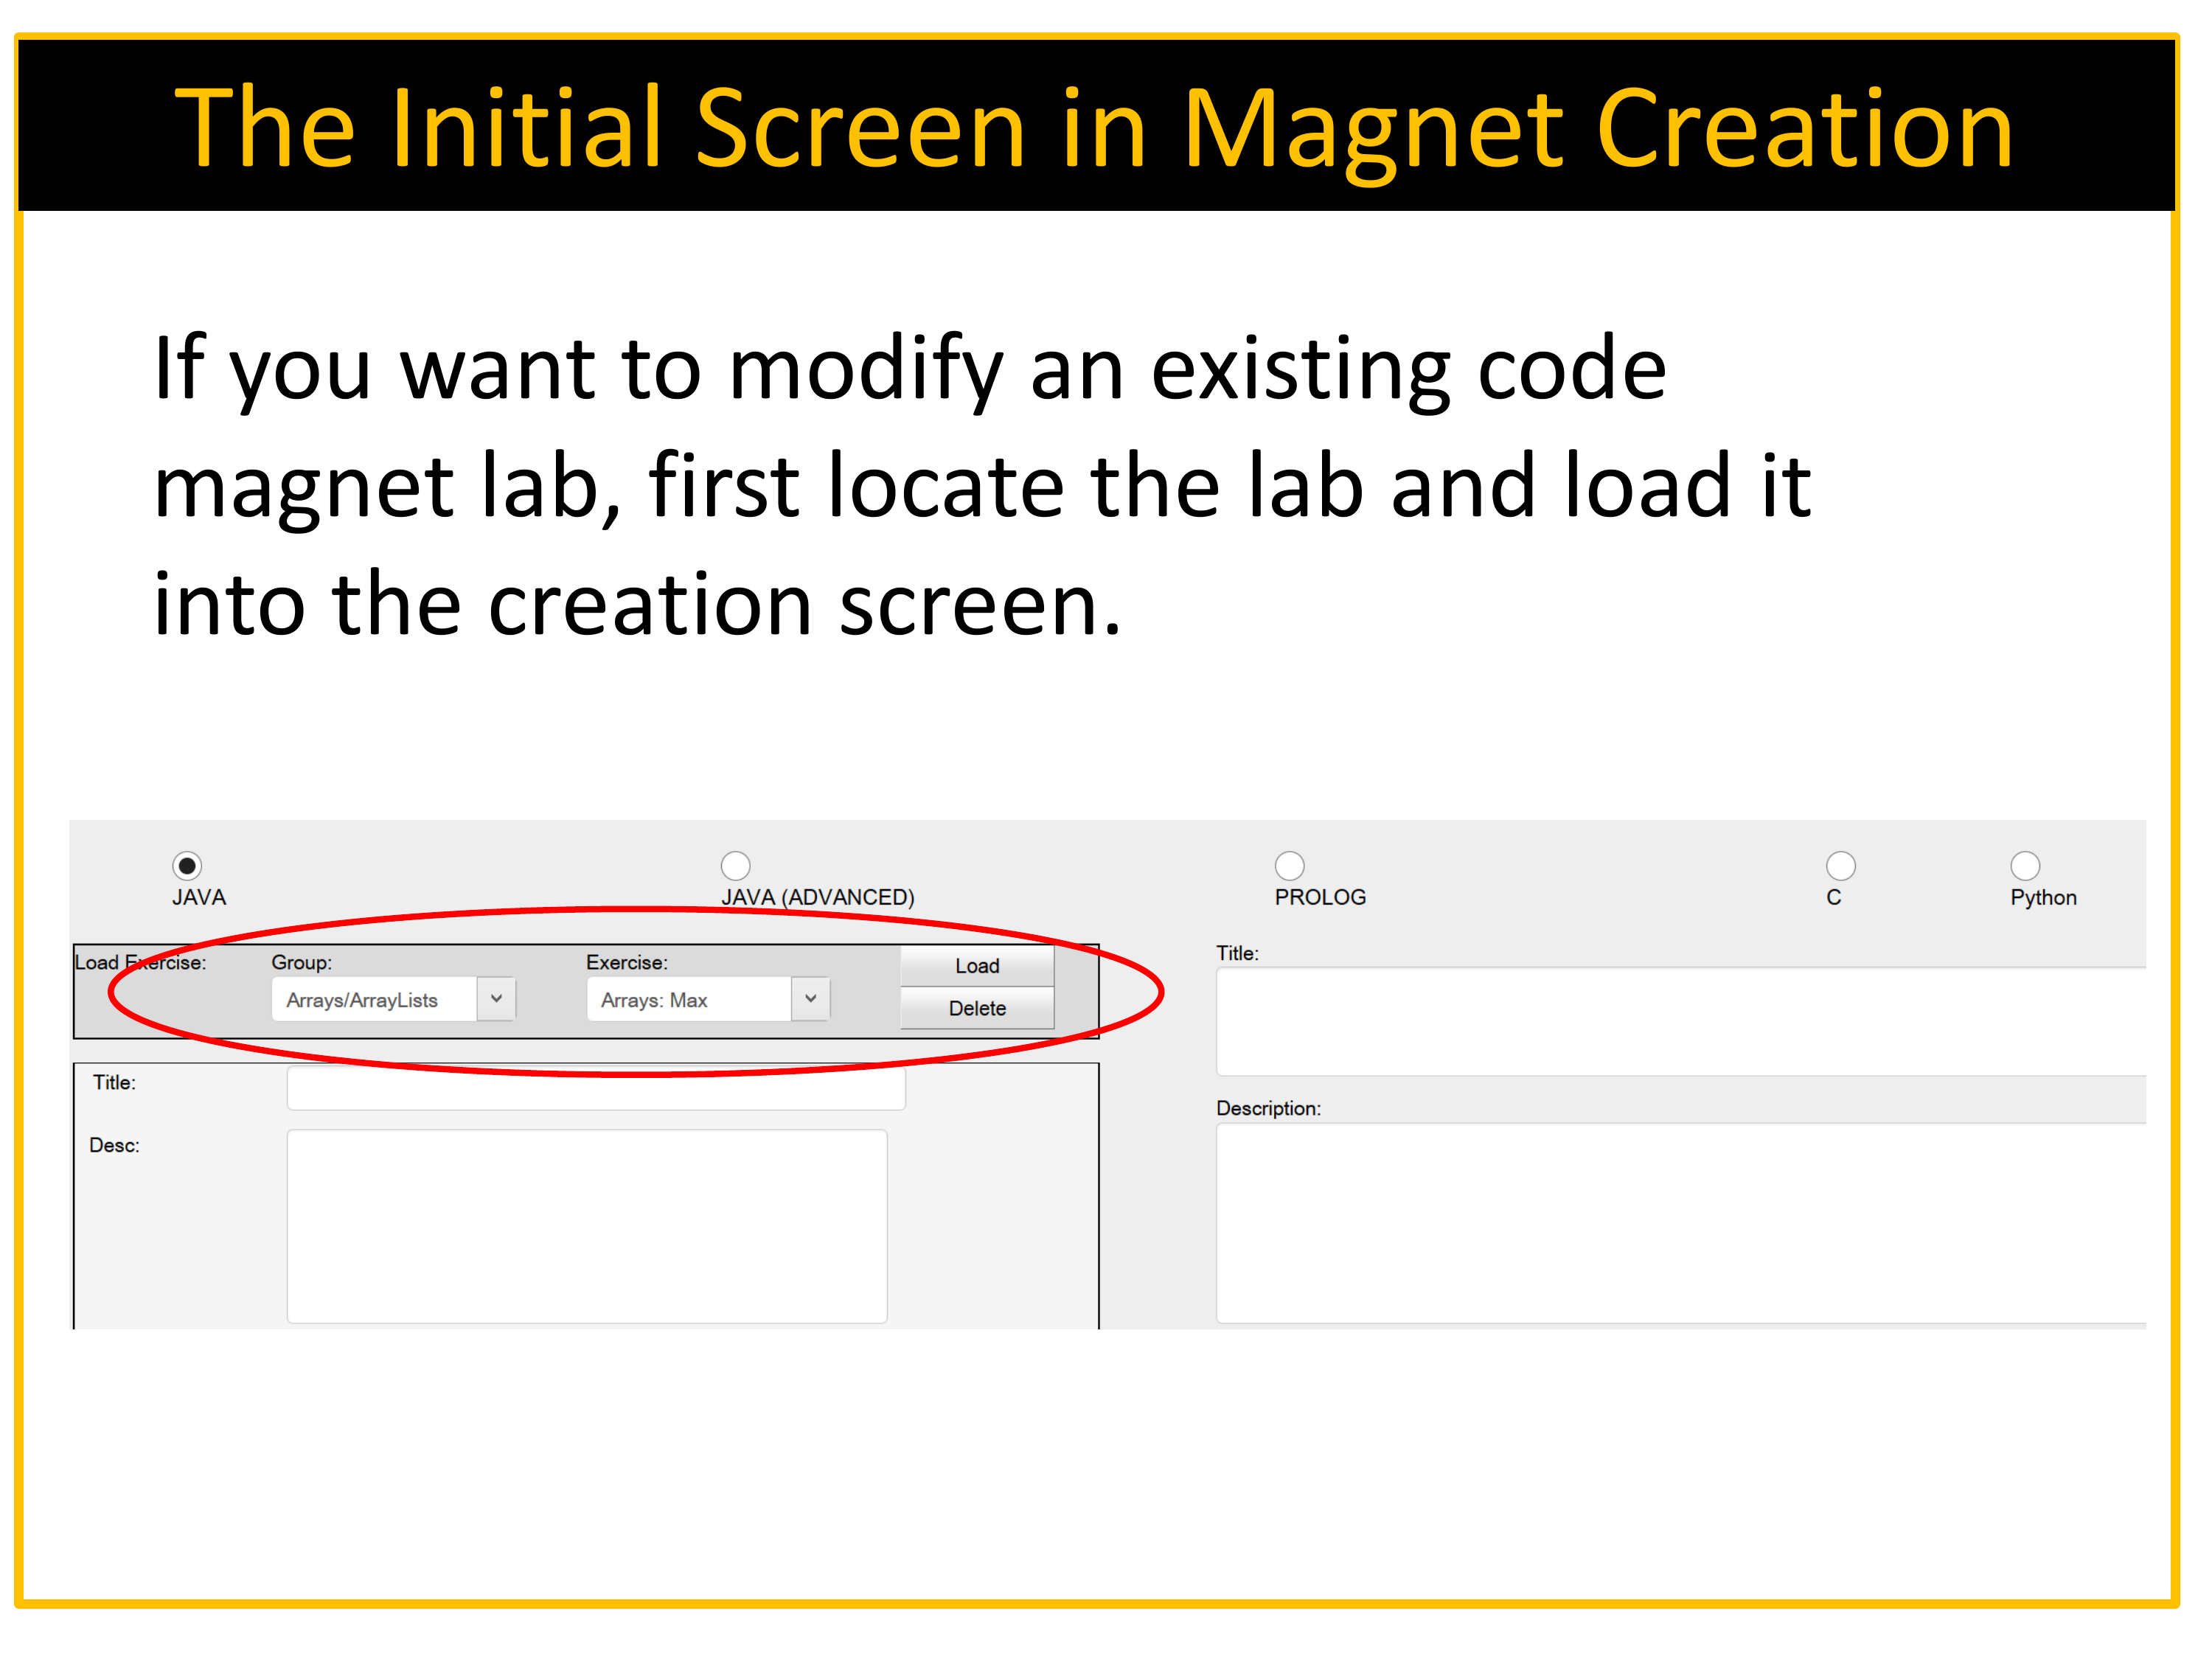 The Initial Screen in Magnet Creation
If you want to modify an existing code
magnet lab, first locate the lab and load it
into the creation screen.
JAVA
JAVA (ADVANCED)
PROLOG
C
Python
Load Exercise:
Group:
Exercise:
Arrays/ArrayLists
Arrays: Max
Load
Delete
Title:
Desc:
Title:
Description: